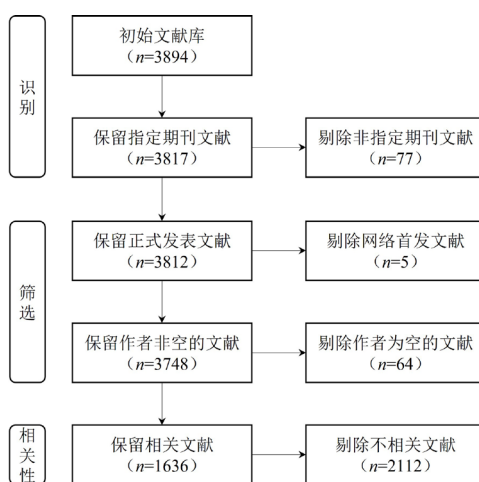 识别
初始文献库
(n=3894)
保留指定期刊文献
(n=3817)
剔除非指定期刊文献
(n=77)
筛选
保留正式发表文献
(n=3812)
剔除网络首发文献
(n=5)
保留作者非空的文献
(n=3748)
剔除作者为空的文献
(n=64)
相关性
保留相关文献
(n=1636)
剔除不相关文献
(n=2112)